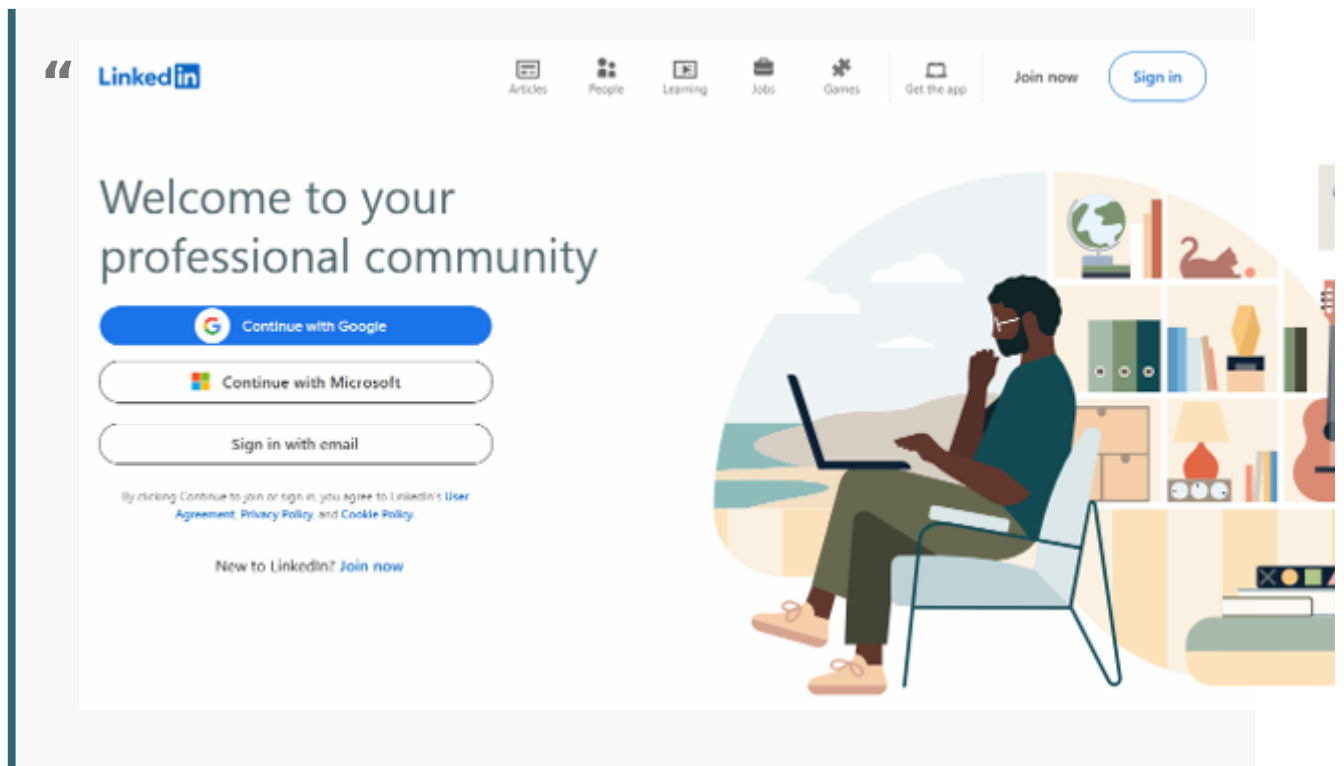 “
Linked in
Articles People Learning Jobs Games Get the app Join now Sign in
Welcome to your
professional community
Continue with Google
Continue with Microsoft
Sign in with email
By clicking Continue to join or sign in, you agree to LinkedIn's User
Agreement, Privacy Policy, and Cookie Policy.
New to LinkedIn? Join now